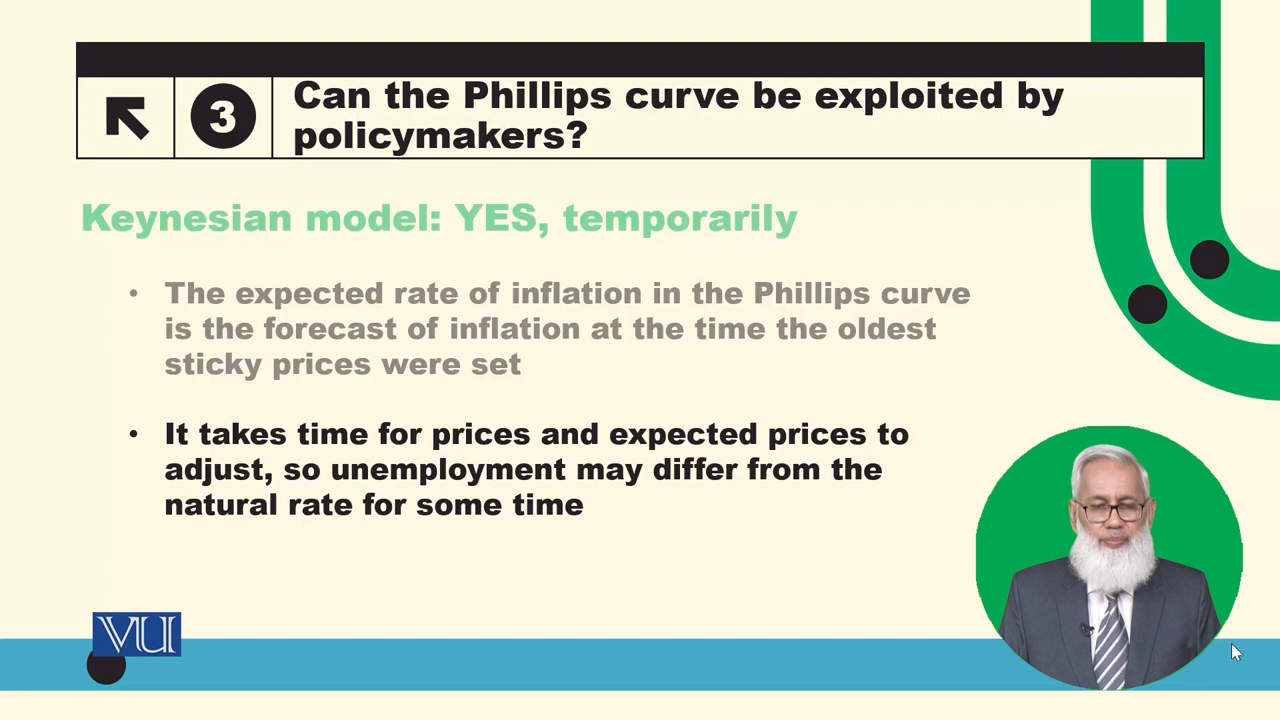 3
Can the Phillips curve be exploited by
policymakers?
Keynesian model: YES, temporarily
• The expected rate of inflation in the Phillips curve
is the forecast of inflation at the time the oldest
sticky prices were set
• It takes time for prices and expected prices to
adjust, so unemployment may differ from the
natural rate for some time
VU